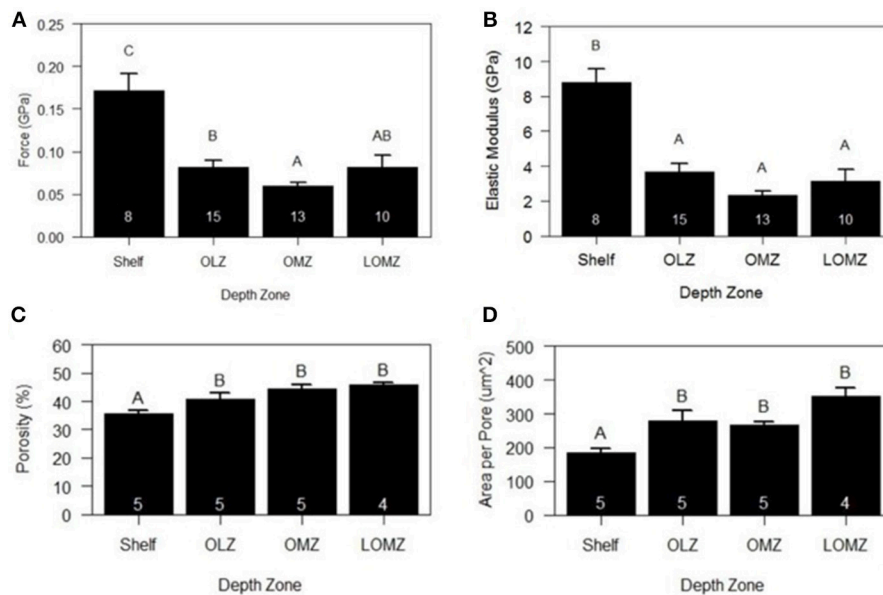 A
Force (GPa)
0.25
0.20
0.15
0.10
0.05
0.00
C
B
A
AB
8
15
13
10
Shelf
OLZ
OMZ
LOMZ
Depth Zone
B
Elastic Modulus (GPa)
12
10
8
6
4
2
0
B
A
A
A
8
15
13
10
Shelf
OLZ
OMZ
LOMZ
Depth Zone
C
Porosity (%)
60
50
40
30
20
10
0
A
B
B
B
5
5
5
4
Shelf
OLZ
OMZ
LOMZ
Depth Zone
D
Area per Pore (um^2)
500
400
300
200
100
0
A
B
B
B
5
5
5
4
Shelf
OLZ
OMZ
LOMZ
Depth Zone